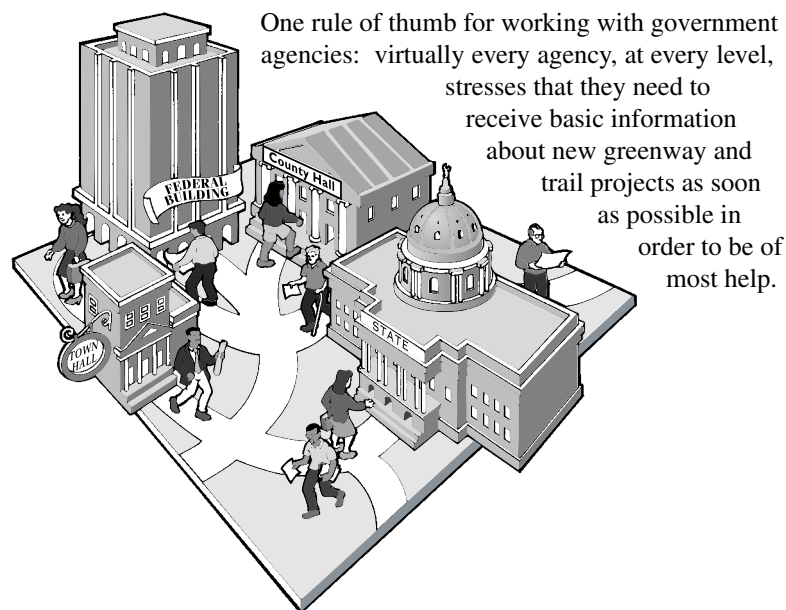 One rule of thumb for working with government
agencies: virtually every agency, at every level,
stresses that they need to
receive basic information
about new greenway and
trail projects as soon
as possible in
order to be of
most help.
County Hall
FEDERAL
BUILDING
STATE
TOWN
HALL